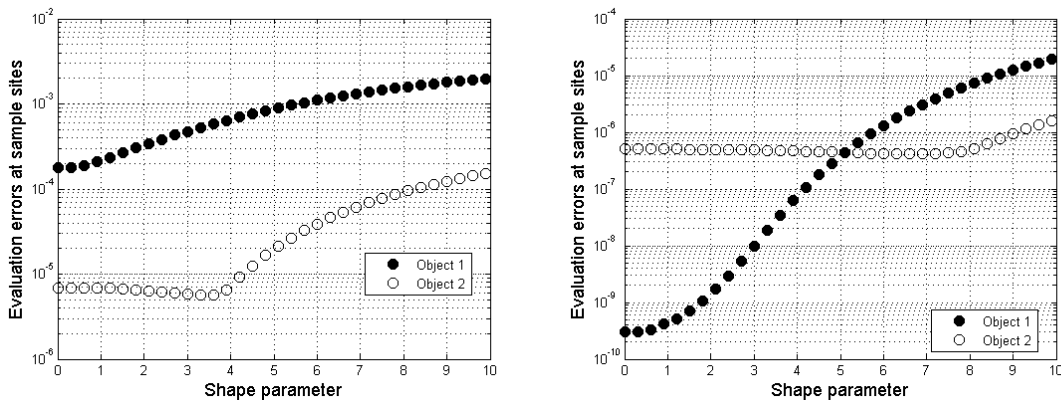 Evaluation errors at sample sites
10^-2
10^-3
10^-4
10^-5
10^-6
0 1 2 3 4 5 6 7 8 9 10
Shape parameter
Object 1
Object 2
Evaluation errors at sample sites
10^-4
10^-5
10^-6
10^-7
10^-8
10^-9
10^-10
0 1 2 3 4 5 6 7 8 9 10
Shape parameter
Object 1
Object 2